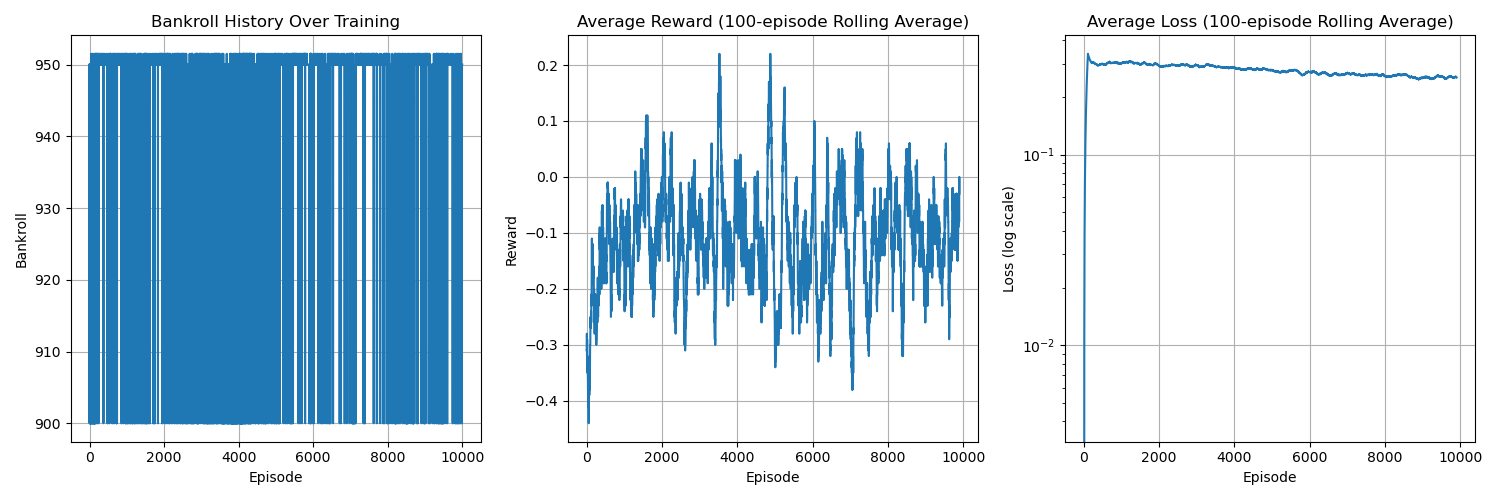 Bankroll History Over Training
Bankroll
950
940
930
920
910
900
0 2000 4000 6000 8000 10000
Episode
Average Reward (100-episode Rolling Average)
Reward
0.2
0.1
0.0
−0.1
−0.2
−0.3
−0.4
0 2000 4000 6000 8000 10000
Episode
Average Loss (100-episode Rolling Average)
Loss (log scale)
10⁻¹
10⁻²
0 2000 4000 6000 8000 10000
Episode